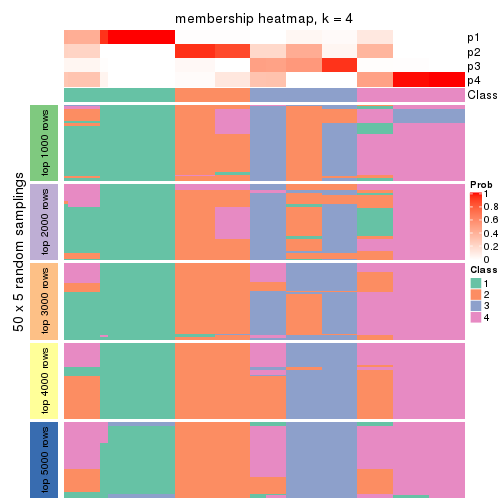 membership heatmap, k = 4
p1
p2
p3
p4
Class
50 x 5 random samplings
top 1000 rows
top 2000 rows
top 3000 rows
top 4000 rows
top 5000 rows
Prob
1
0.8
0.6
0.4
0.2
0
Class
1
2
3
4